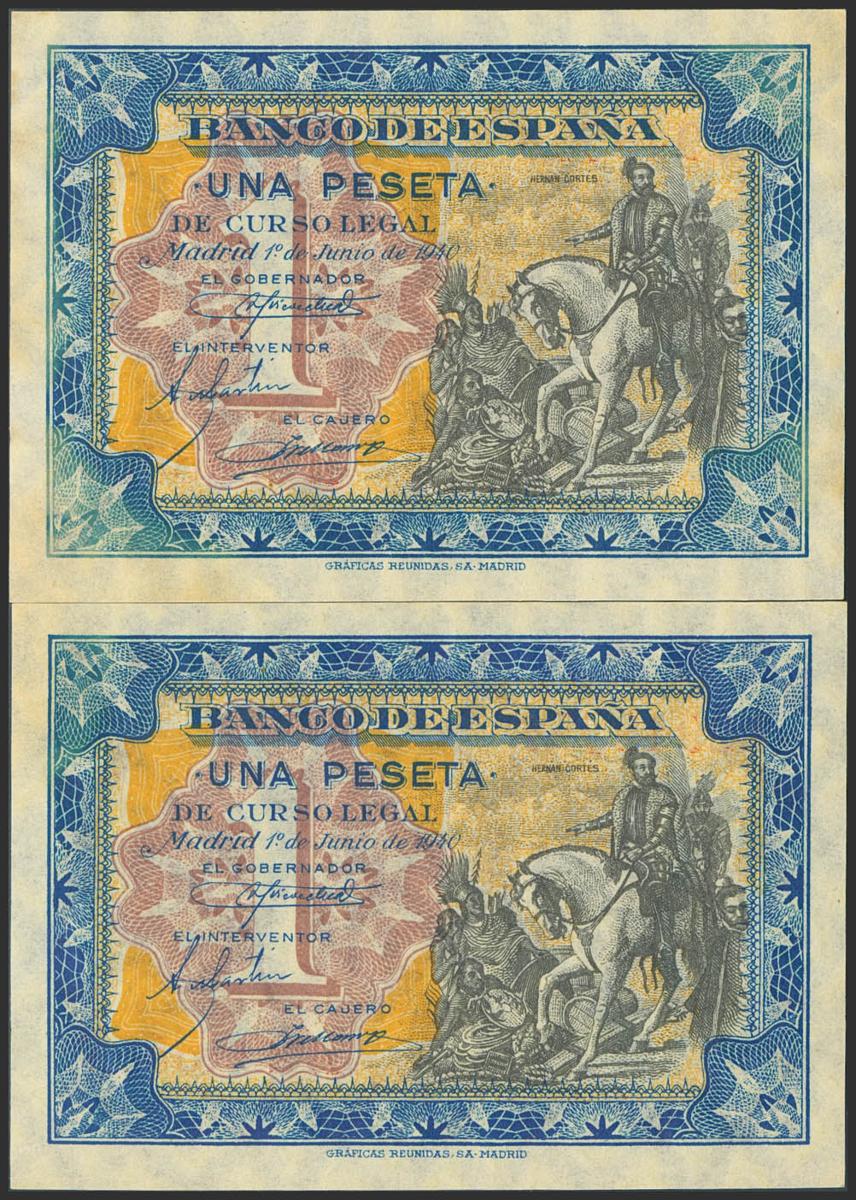 BANCO DE ESPAÑA
·UNA PESETA·
HERNAN CORTES
DE CURSO LEGAL
Madrid 1º de Junio de 1940
EL GOBERNADOR
EL INTERVENTOR
EL CAJERO
1
GRÁFICAS REUNIDAS, SA· MADRID
BANCO DE ESPAÑA
·UNA PESETA·
HERNAN CORTES
DE CURSO LEGAL
Madrid 1º de Junio de 1940
EL GOBERNADOR
EL INTERVENTOR
EL CAJERO
1
GRÁFICAS REUNIDAS, SA· MADRID